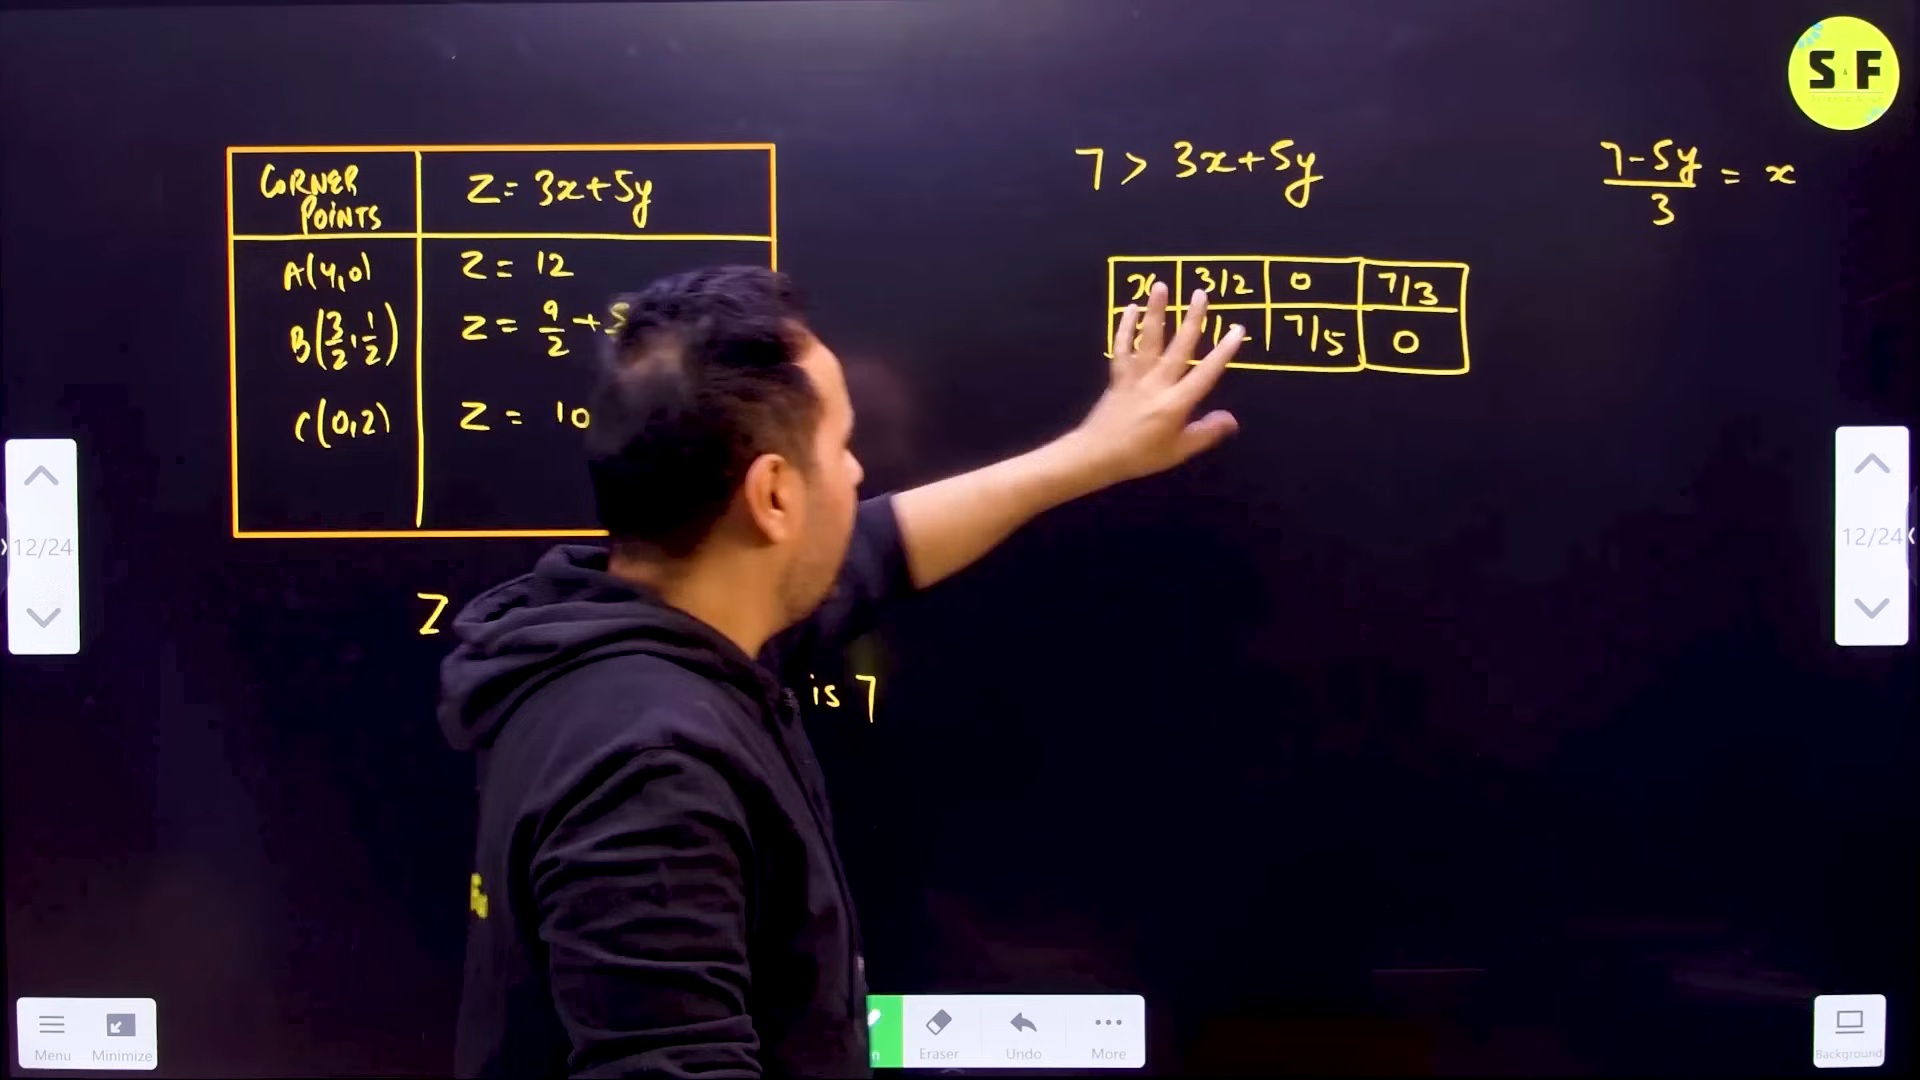 S & F
CORNER POINTS
Z = 3x+5y
A(4,0)
Z = 12
B(3/2, 1/2)
Z = 9/2 + 5
C(0,2)
Z = 10
Z
is 7
7 > 3x+5y
7-5y/3 = x
x 3/2 0 7/3
7/5 0
12/24
12/24
Menu
Minimize
Eraser
Undo
More
Background